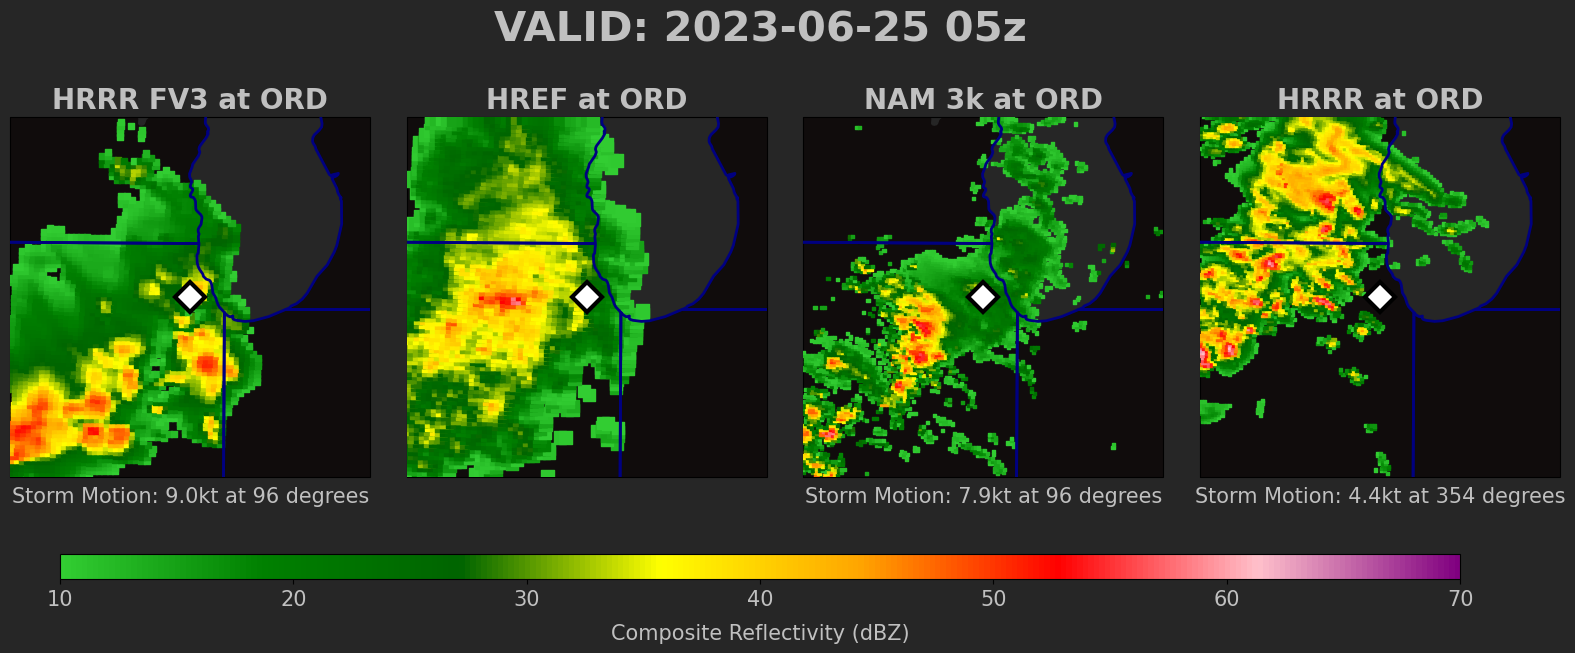 VALID: 2023-06-25 05z
HRRR FV3 at ORD
HREF at ORD
NAM 3k at ORD
HRRR at ORD
Storm Motion: 9.0kt at 96 degrees
Storm Motion: 7.9kt at 96 degrees
Storm Motion: 4.4kt at 354 degrees
10 20 30 40 50 60 70
Composite Reflectivity (dBZ)